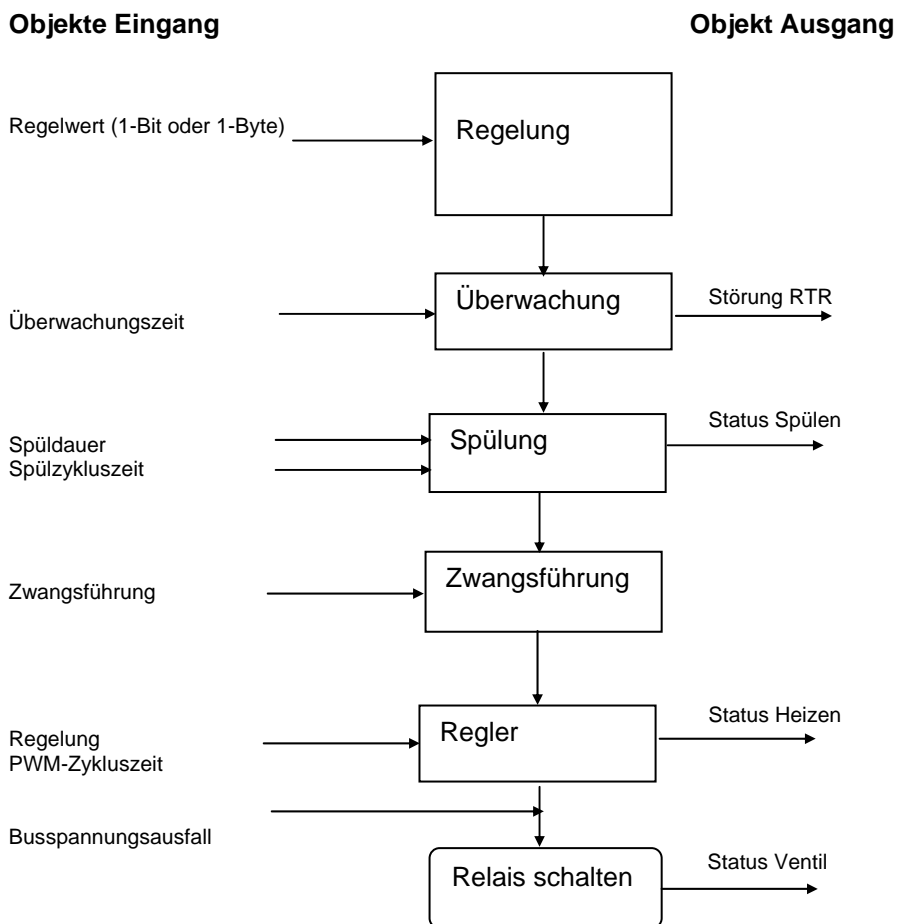 Objekte Eingang
Objekt Ausgang
Regelwert (1-Bit oder 1-Byte)
Regelung
Überwachungszeit
Überwachung
Störung RTR
Spüldauer
Spülzykluszeit
Spülung
Status Spülen
Zwangsführung
Zwangsführung
Regelung
PWM-Zykluszeit
Regler
Status Heizen
Busspannungsausfall
Relais schalten
Status Ventil